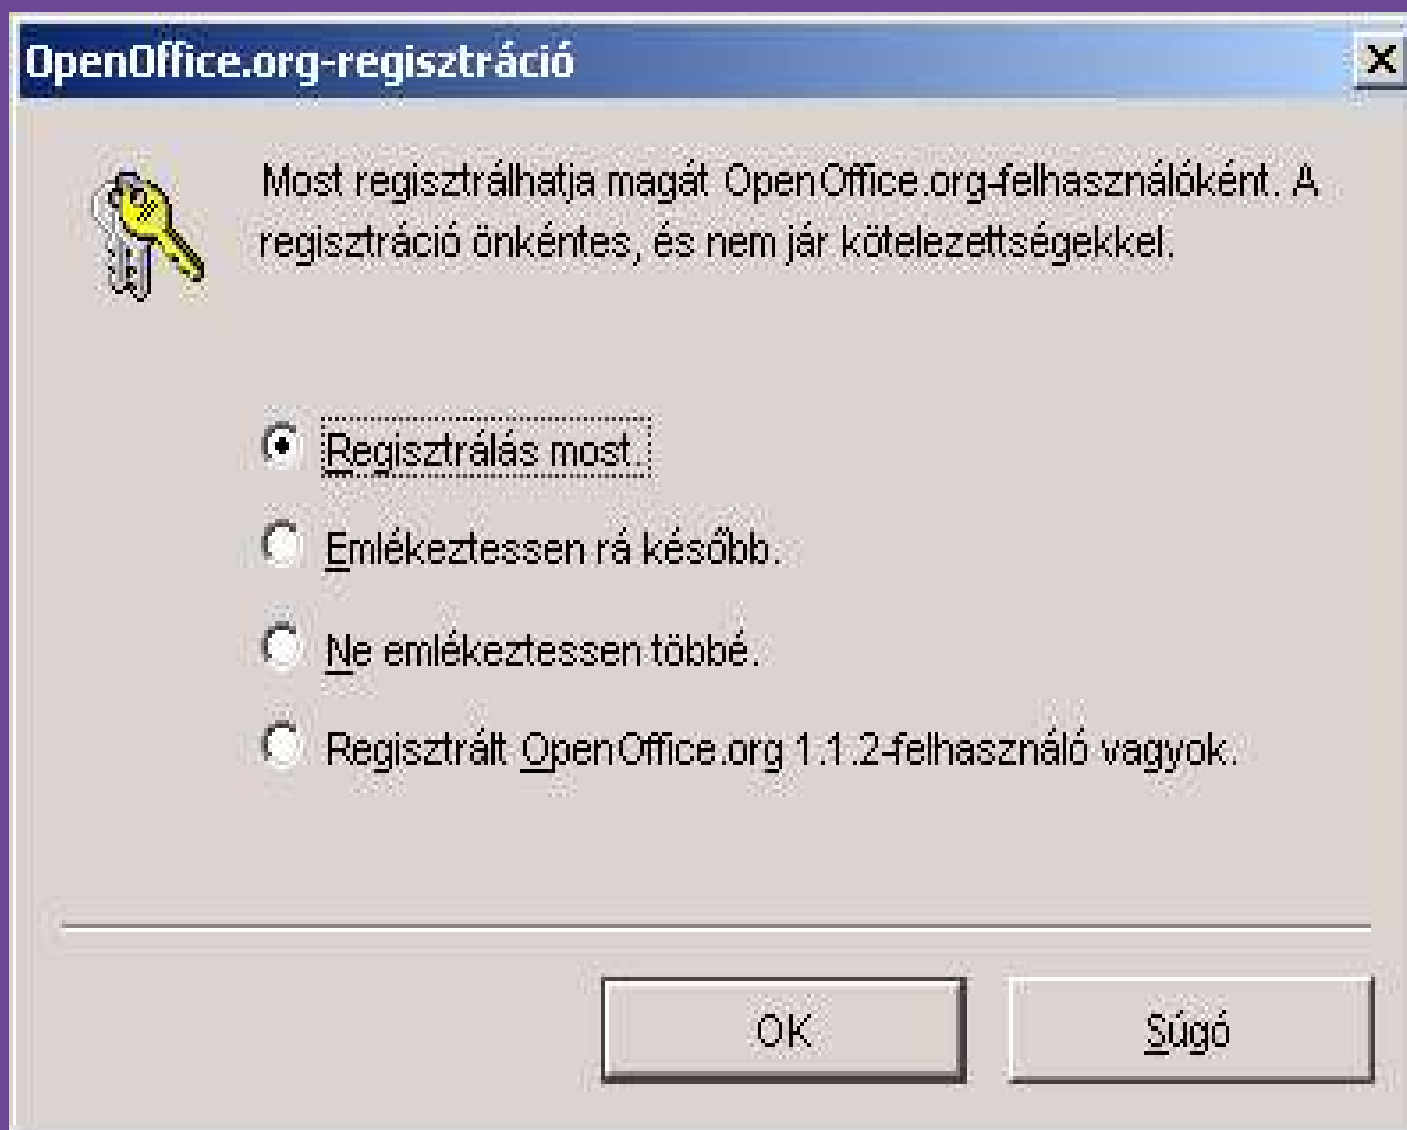 OpenOffice.org-regisztráció
Most regisztrálhatja magát OpenOffice.org-felhasználóként. A
regisztráció önkéntes, és nem jár kötelezettségekkel.
Regisztrálás most.
Emlékeztessen rá később.
Ne emlékeztessen többé.
Regisztrált OpenOffice.org 1.1.2-felhasználó vagyok.
OK
Súgó